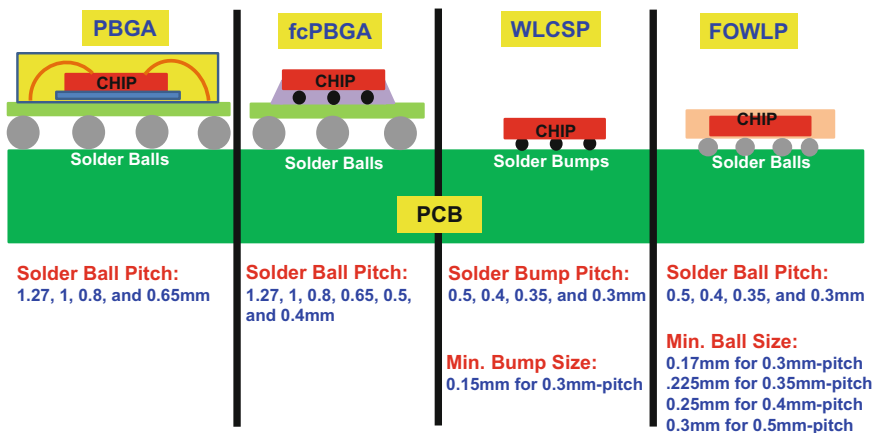 PBGA
fcPBGA
WLCSP
FOWLP
CHIP
CHIP
CHIP
CHIP
Solder Balls
Solder Balls
Solder Bumps
Solder Balls
PCB
Solder Ball Pitch:
1.27, 1, 0.8, and 0.65mm
Solder Ball Pitch:
1.27, 1, 0.8, 0.65, 0.5,
and 0.4mm
Solder Bump Pitch:
0.5, 0.4, 0.35, and 0.3mm
Min. Bump Size:
0.15mm for 0.3mm-pitch
Solder Ball Pitch:
0.5, 0.4, 0.35, and 0.3mm
Min. Ball Size:
0.17mm for 0.3mm-pitch
.225mm for 0.35mm-pitch
0.25mm for 0.4mm-pitch
0.3mm for 0.5mm-pitch